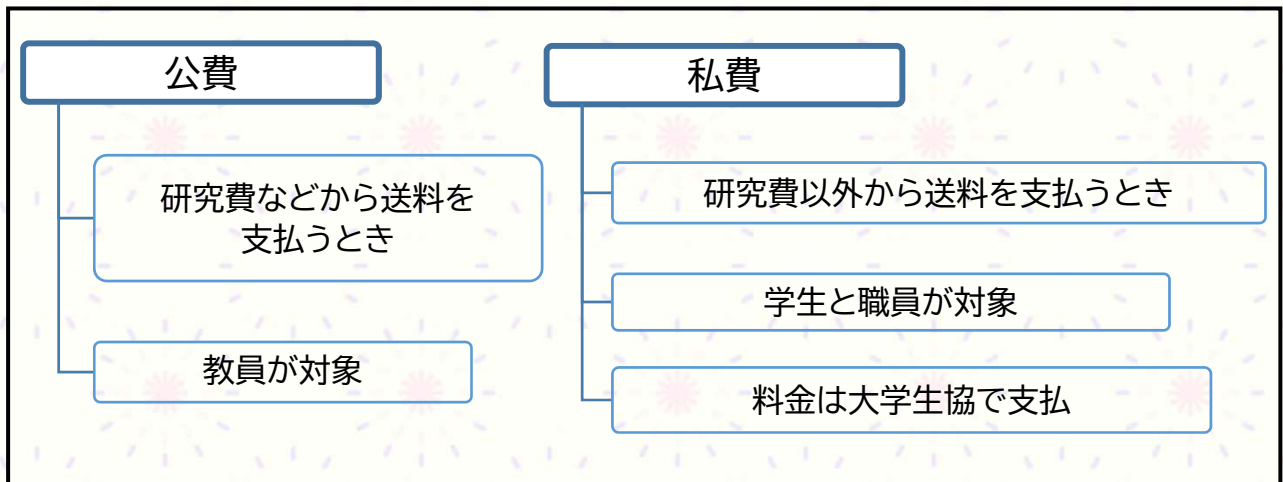 公費
研究費などから送料を
支払うとき
教員が対象
私費
研究費以外から送料を支払うとき
学生と職員が対象
料金は大学生協で支払